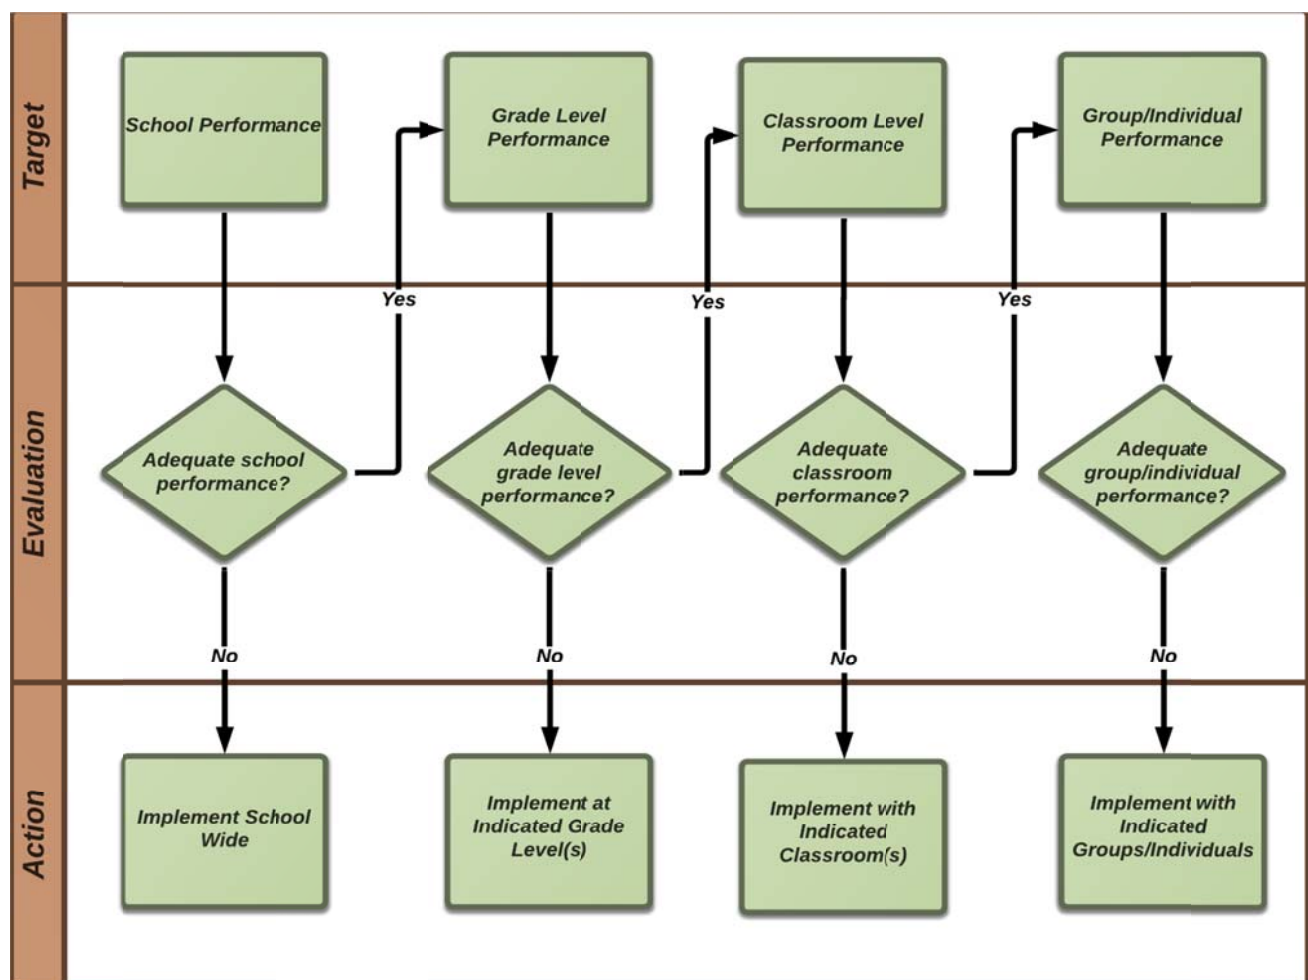 Target
School Performance
Grade Level
Performance
Classroom Level
Performance
Group/Individual
Performance
Evaluation
Yes
Yes
Yes
Adequate school
performance?
Adequate
grade level
performance?
Adequate
classroom
performance?
Adequate
group/individual
performance?
No
No
No
No
Action
Implement School
Wide
Implement at
Indicated Grade
Level(s)
Implement with
Indicated
Classroom(s)
Implement with
Indicated
Groups/Individuals